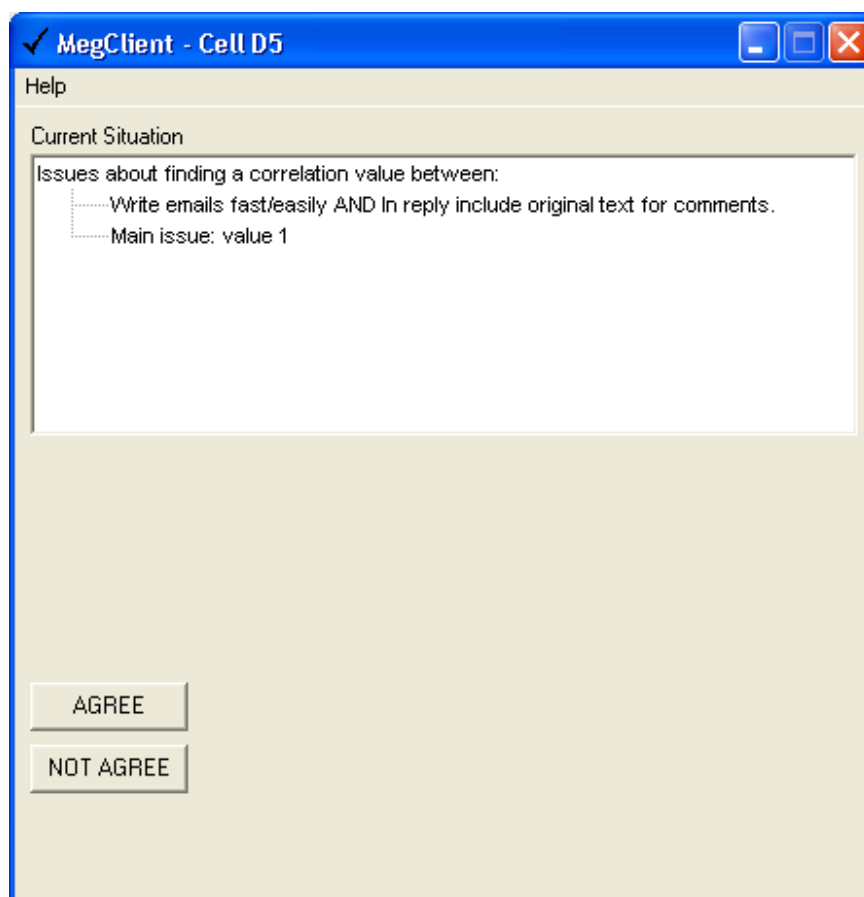 MegClient - Cell D5
Help
Current Situation
Issues about finding a correlation value between:
Write emails fast/easily AND In reply include original text for comments.
Main issue: value 1
AGREE
NOT AGREE